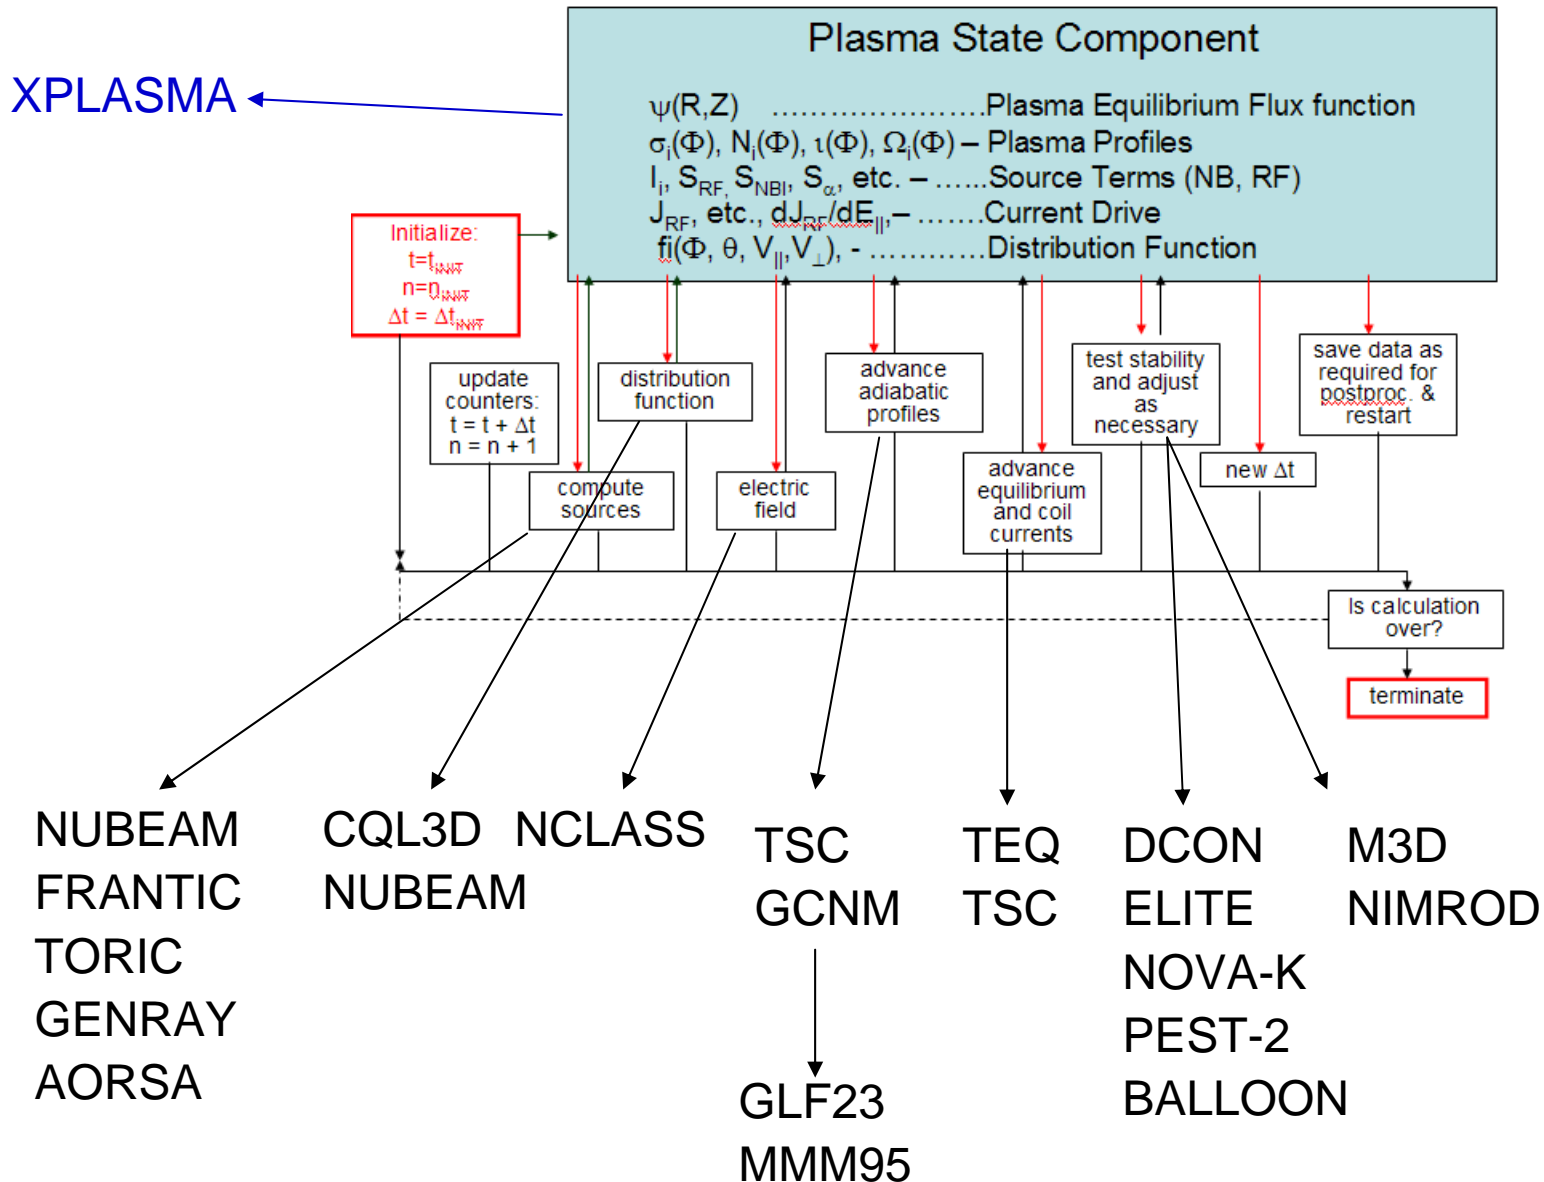 Plasma State Component
XPLASMA
ψ(R,Z) …………………Plasma Equilibrium Flux function
σi(Φ), Ni(Φ), ι(Φ), Ωi(Φ) – Plasma Profiles
Ii, SRF, SNBI, Sα, etc. – …...Source Terms (NB, RF)
JRF, etc., dJRF/dE||,– …….Current Drive
fi(Φ, θ, V||,V⊥), - …………Distribution Function
Initialize:
t=tINIT
n=nINIT
Δt = ΔtINIT
update
counters:
t = t + Δt
n = n + 1
compute
sources
distribution
function
electric
field
advance
adiabatic
profiles
advance
equilibrium
and coil
currents
test stability
and adjust
as
necessary
new Δt
save data as
required for
postproc. &
restart
Is calculation
over?
terminate
NUBEAM
FRANTIC
TORIC
GENRAY
AORSA
CQL3D
NUBEAM
NCLASS
TSC
GCNM
GLF23
MMM95
TEQ
TSC
DCON
ELITE
NOVA-K
PEST-2
BALLOON
M3D
NIMROD